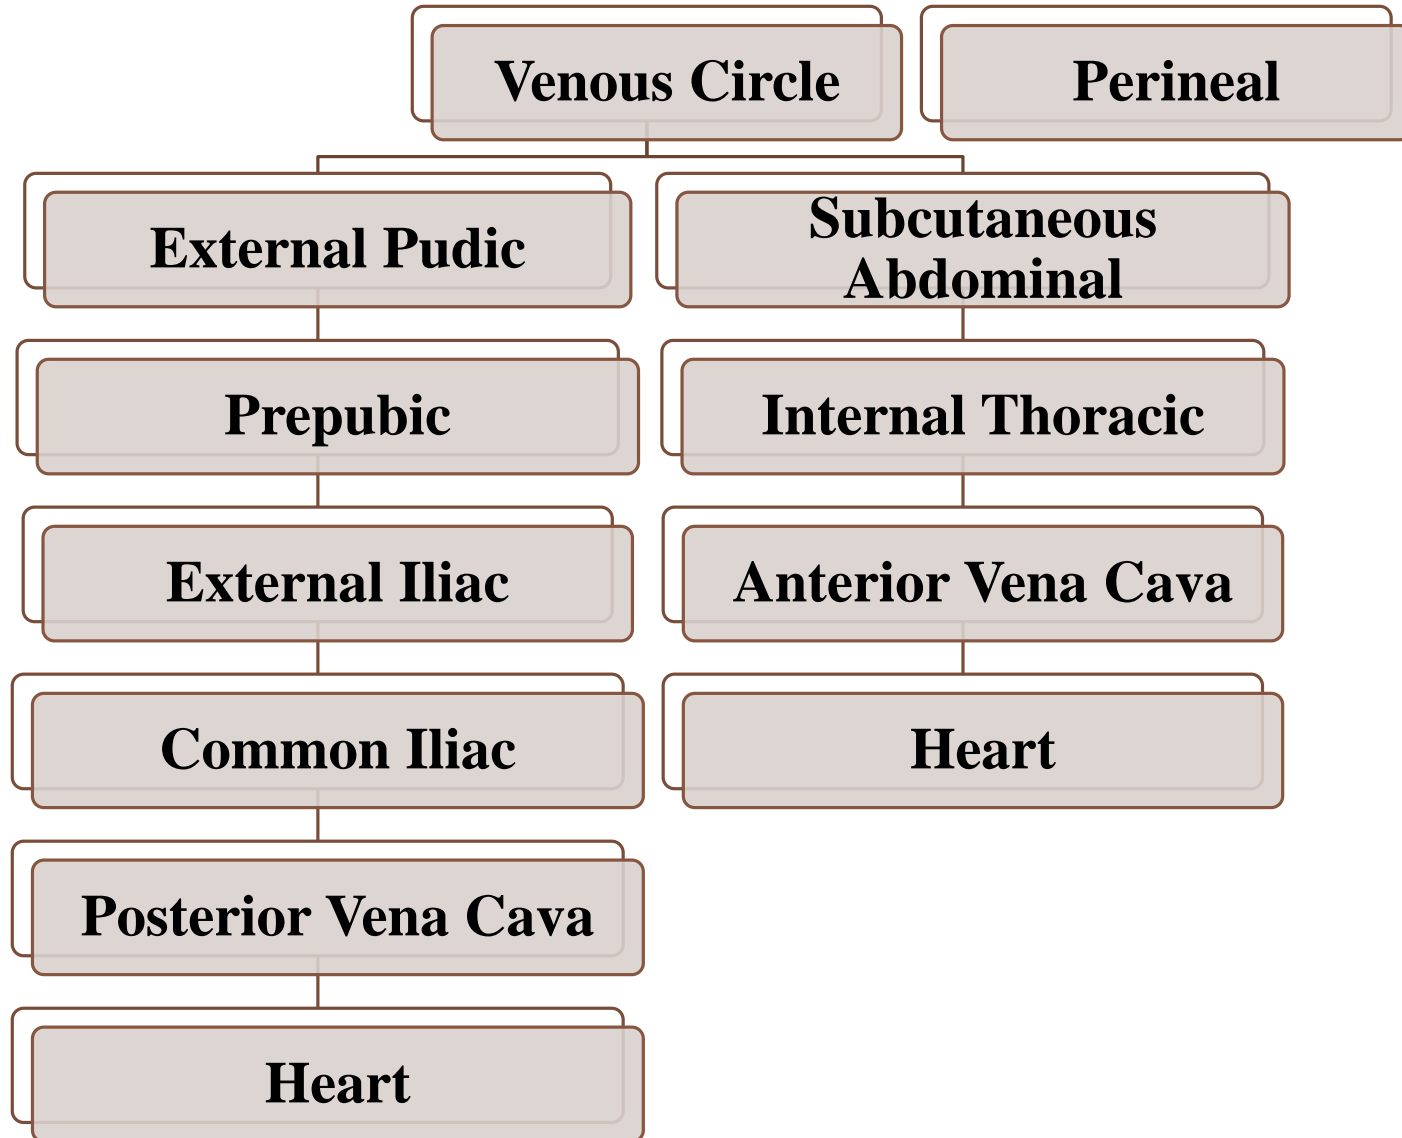 Venous Circle
Perineal
External Pudic
Subcutaneous
Abdominal
Prepubic
Internal Thoracic
External Iliac
Anterior Vena Cava
Common Iliac
Heart
Posterior Vena Cava
Heart